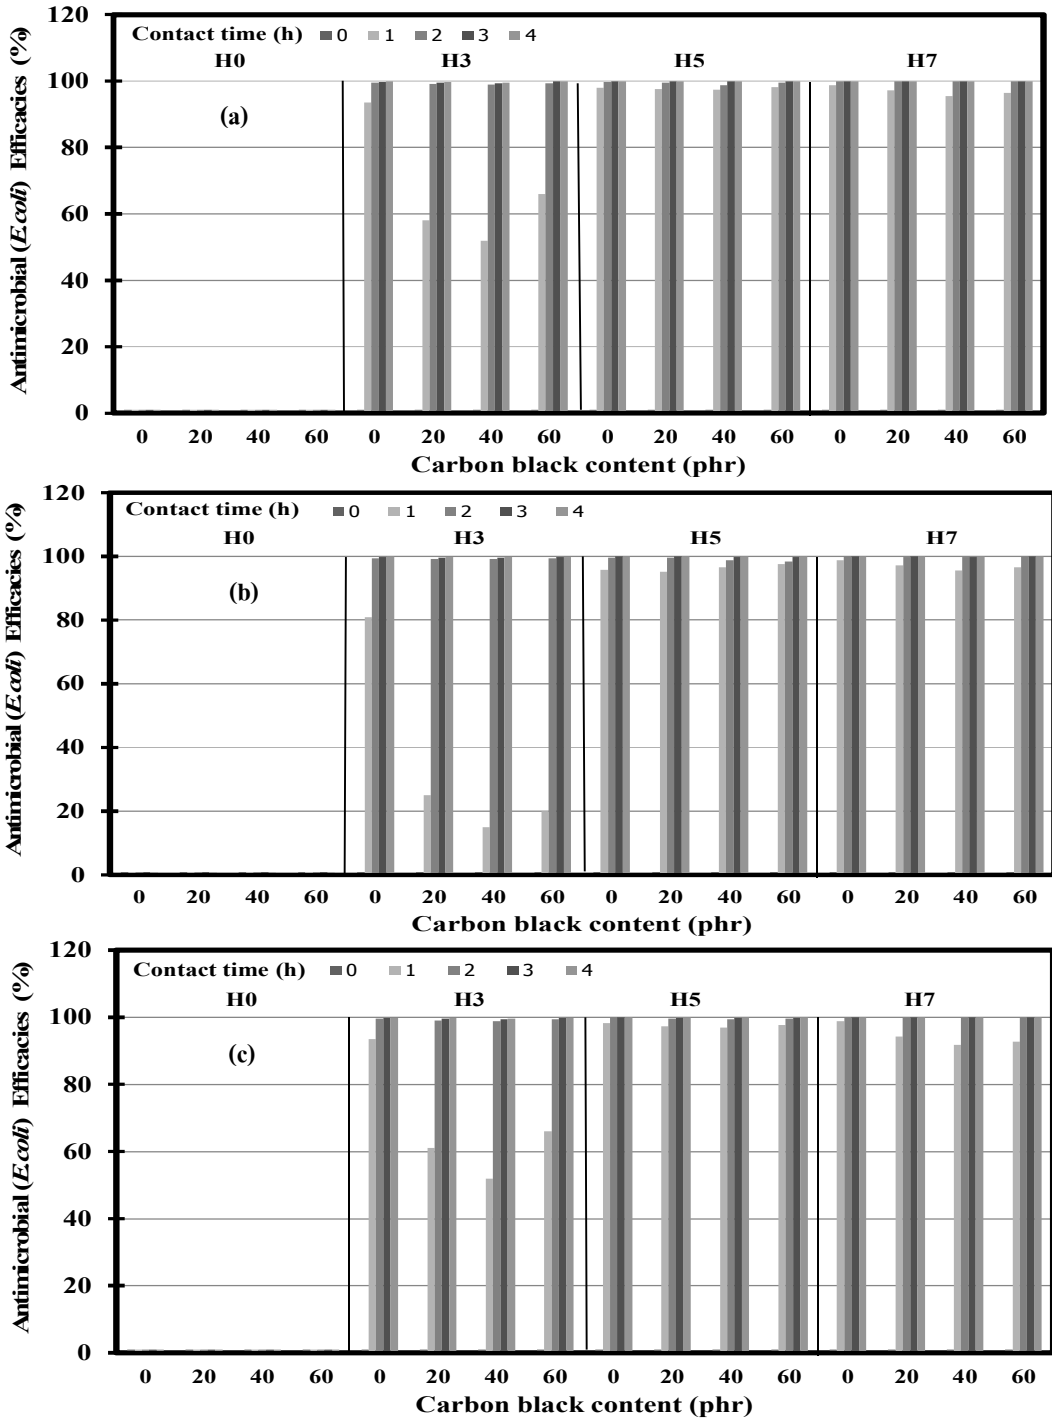 Antimicrobial (E.coli) Efficacies (%)
120
100
80
60
40
20
0
Contact time (h) 0 1 2 3 4
H0 H3 H5 H7
(a)
0 20 40 60 0 20 40 60 0 20 40 60 0 20 40 60
Carbon black content (phr)
Antimicrobial (E.coli) Efficacies (%)
120
100
80
60
40
20
0
Contact time (h) 0 1 2 3 4
H0 H3 H5 H7
(b)
0 20 40 60 0 20 40 60 0 20 40 60 0 20 40 60
Carbon black content (phr)
Antimicrobial (E.coli) Efficacies (%)
120
100
80
60
40
20
0
Contact time (h) 0 1 2 3 4
H0 H3 H5 H7
(c)
0 20 40 60 0 20 40 60 0 20 40 60 0 20 40 60
Carbon black content (phr)